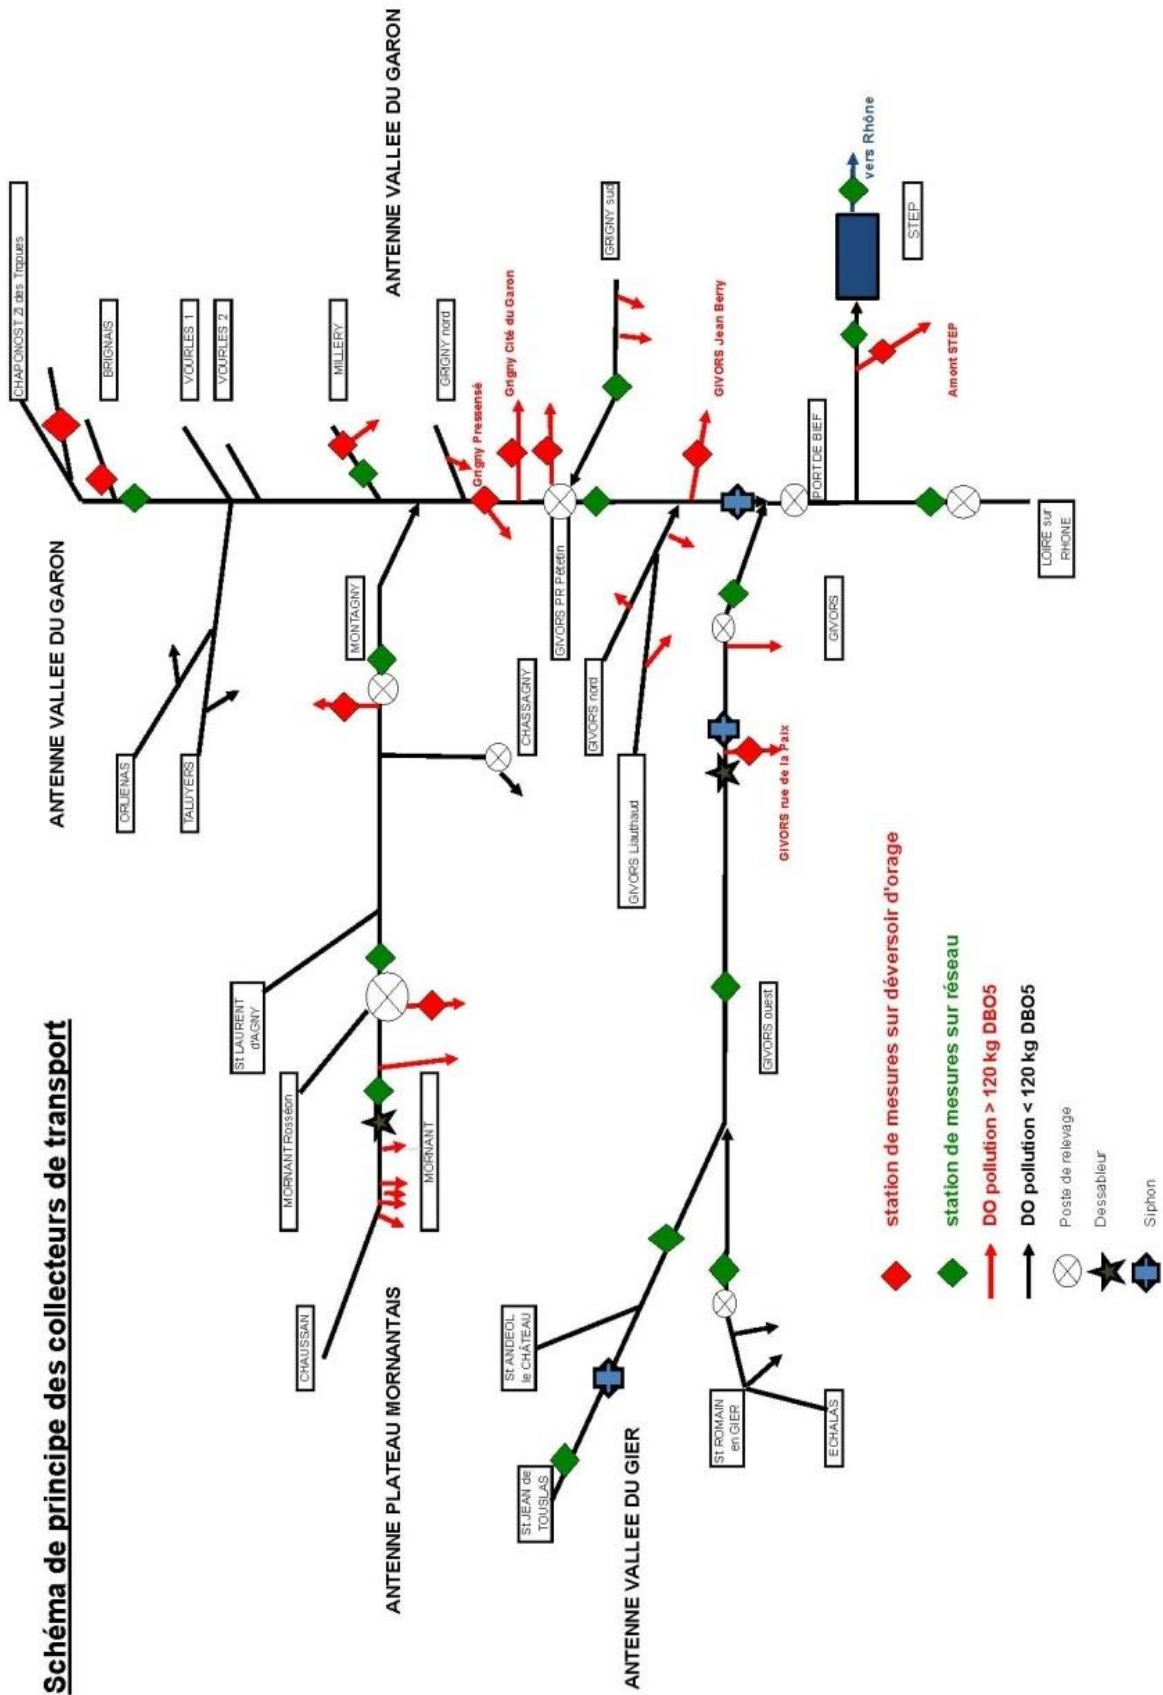 Schéma de principe des collecteurs de transport
ANTENNE VALLEE DU GARON
ANTENNE VALLEE DU GARON
CHAPONOST ZI des Troques
BRIGNAIS
VOURLES 1
VOURLES 2
ORLIENAS
TALUYERS
MILLERY
GRIGNY nord
MONTAGNY
St LAURENT
d'AGNY
MORNANT Rosséon
CHAUSSAN
MORNANT
CHASSAGNY
ANTENNE PLATEAU MORNANTAIS
Grigny Pressensé
Grigny Cité du Garon
GRIGNY sud
GIVORS PR Pétetin
GIVORS nord
GIVORS Liauthaud
GIVORS Jean Berry
St ANDEOL
le CHÂTEAU
St JEAN de
TOUSLAS
ANTENNE VALLEE DU GIER
St ROMAIN
en GIER
ECHALAS
GIVORS ouest
GIVORS rue de la Paix
GIVORS
PORT DE BIEF
vers Rhône
STEP
Amont STEP
LOIRE sur
RHONE
station de mesures sur déversoir d'orage
station de mesures sur réseau
DO pollution > 120 kg DBO5
DO pollution < 120 kg DBO5
Poste de relevage
Dessableur
Siphon